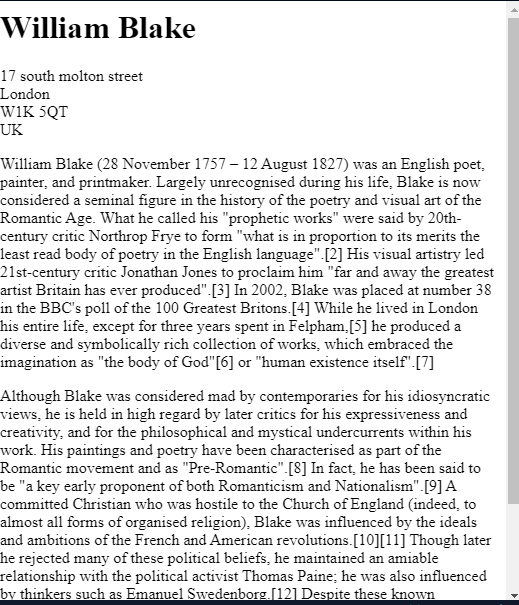 William Blake
17 south molton street
London
W1K 5QT
UK
William Blake (28 November 1757 – 12 August 1827) was an English poet,
painter, and printmaker. Largely unrecognised during his life, Blake is now
considered a seminal figure in the history of the poetry and visual art of the
Romantic Age. What he called his "prophetic works" were said by 20th-
century critic Northrop Frye to form "what is in proportion to its merits the
least read body of poetry in the English language".[2] His visual artistry led
21st-century critic Jonathan Jones to proclaim him "far and away the greatest
artist Britain has ever produced".[3] In 2002, Blake was placed at number 38
in the BBC's poll of the 100 Greatest Britons.[4] While he lived in London
his entire life, except for three years spent in Felpham,[5] he produced a
diverse and symbolically rich collection of works, which embraced the
imagination as "the body of God"[6] or "human existence itself".[7]
Although Blake was considered mad by contemporaries for his idiosyncratic
views, he is held in high regard by later critics for his expressiveness and
creativity, and for the philosophical and mystical undercurrents within his
work. His paintings and poetry have been characterised as part of the
Romantic movement and as "Pre-Romantic".[8] In fact, he has been said to
be "a key early proponent of both Romanticism and Nationalism".[9] A
committed Christian who was hostile to the Church of England (indeed, to
almost all forms of organised religion), Blake was influenced by the ideals
and ambitions of the French and American revolutions.[10][11] Though later
he rejected many of these political beliefs, he maintained an amiable
relationship with the political activist Thomas Paine; he was also influenced
by thinkers such as Emanuel Swedenborg.[12] Despite these known